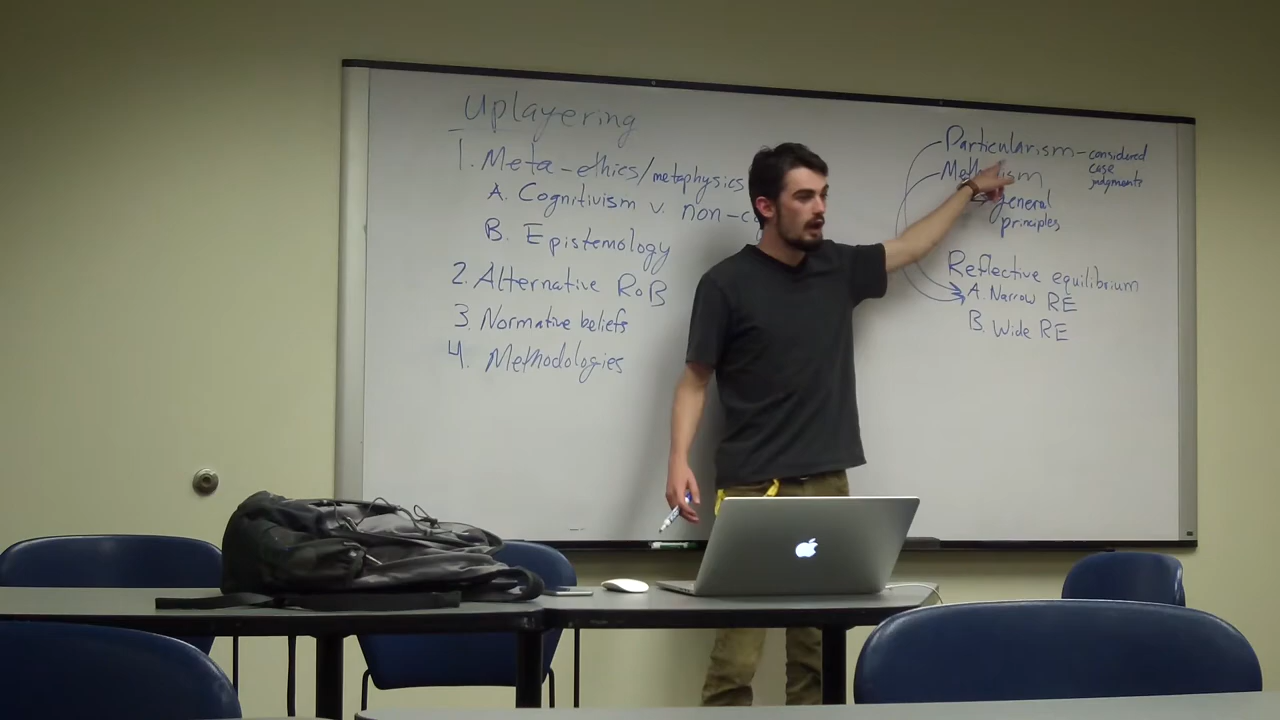 Uplayering
1. Meta-ethics/metaphysics
A. Cognitivism v. non-
B. Epistemology
2. Alternative RoB
3. Normative beliefs
4. Methodologies
Particularism - considered
case
judgments
general
principles
Reflective equilibrium
A. Narrow RE
B. Wide RE